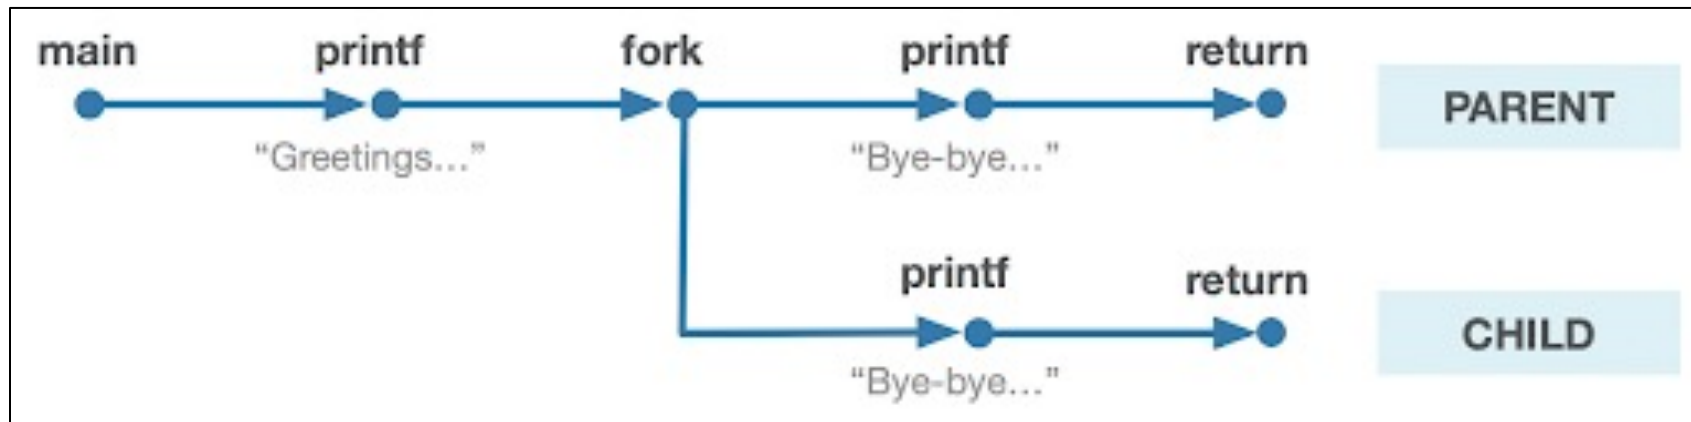 main printf fork printf return
PARENT
“Greetings...” “Bye-bye...”
printf return
CHILD
“Bye-bye...”